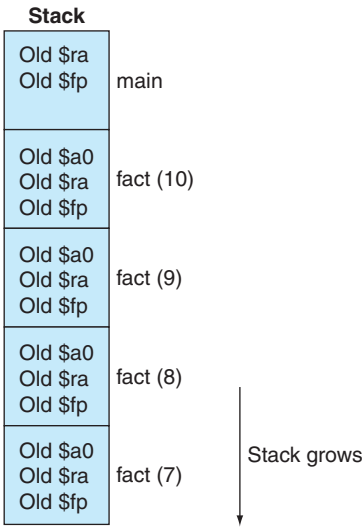 Stack
Old $ra
Old $fp
main
Old $a0
Old $ra
Old $fp
fact (10)
Old $a0
Old $ra
Old $fp
fact (9)
Old $a0
Old $ra
Old $fp
fact (8)
Old $a0
Old $ra
Old $fp
fact (7)
Stack grows